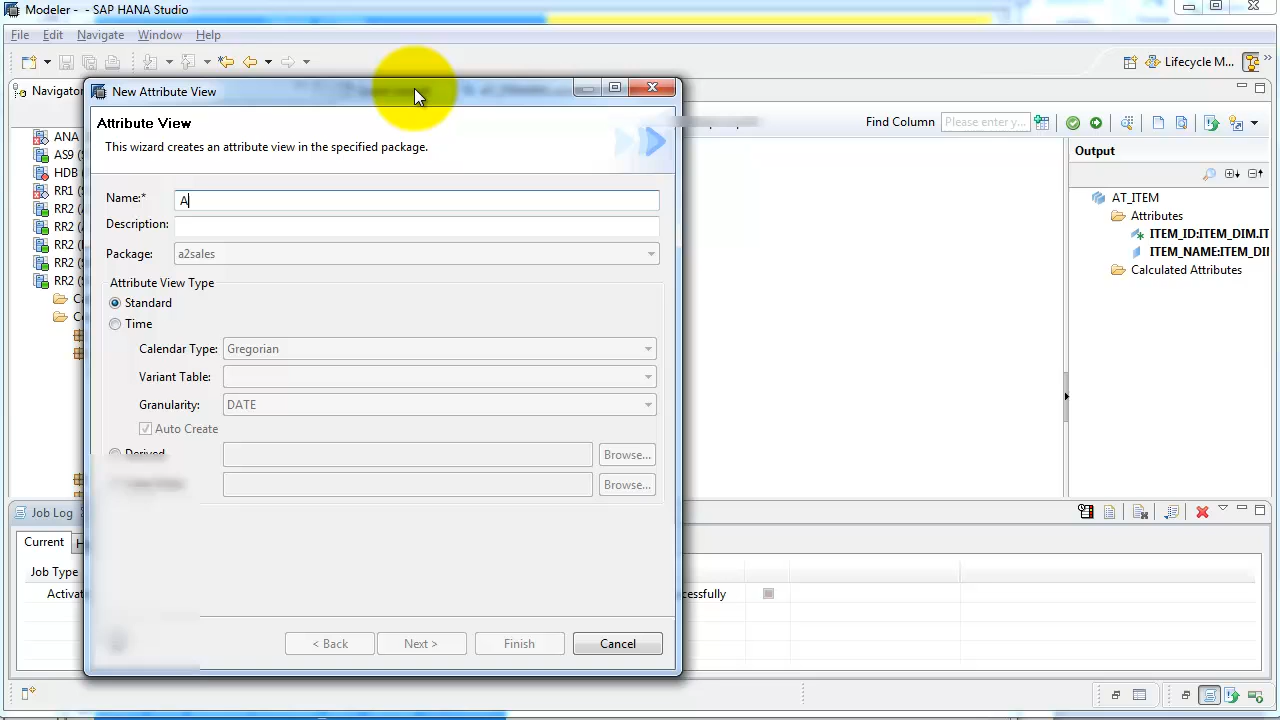 Modeler - - SAP HANA Studio
File Edit Navigate Window Help
Lifecycle M...
Navigator
New Attribute View
Attribute View
This wizard creates an attribute view in the specified package.
Find Column Please enter y...
Output
ANA
AS9 (
HDB (
RR1 (
RR2 (
RR2 (
RR2 (
RR2 (
RR2 (
Name:* A
Description:
Package: a2sales
Attribute View Type
Standard
Time
Calendar Type: Gregorian
Variant Table:
Granularity: DATE
Auto Create
Derived Browse...
Browse...
AT_ITEM
Attributes
ITEM_ID:ITEM_DIM.IT
ITEM_NAME:ITEM_DI
Calculated Attributes
Job Log
Current
Job Type
Activat
cessfully
< Back Next > Finish Cancel